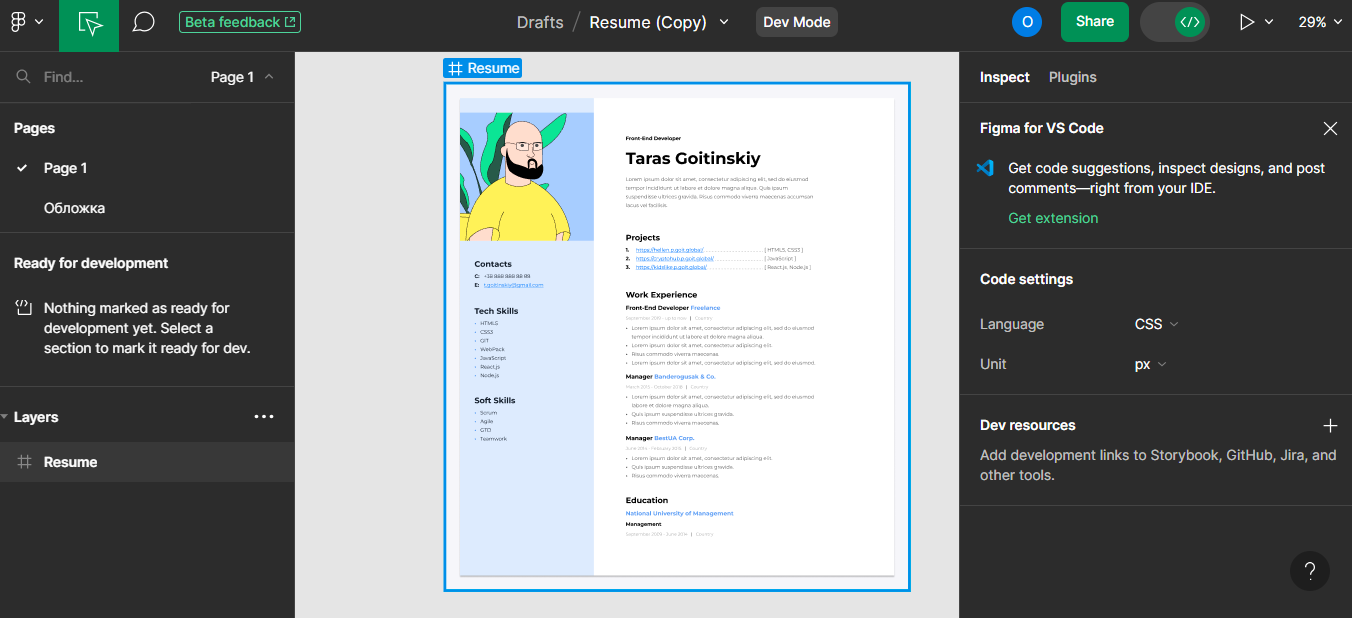 Beta feedback
Drafts / Resume (Copy)
Dev Mode
O
Share
29%
Find...
Page 1
Pages
Page 1
Обложка
Ready for development
Nothing marked as ready for
development yet. Select a
section to mark it ready for dev.
Layers
Resume
Resume
Contacts
C: +38 988 988 98 89
E: t.goitinskiy@gmail.com
Tech Skills
HTML5
CSS3
GIT
WebPack
JavaScript
React.js
Node.js
Soft Skills
Scrum
Agile
GTD
Teamwork
Front-End Developer
Taras Goitinskiy
Lorem ipsum dolor sit amet, consectetur adipiscing elit, sed do eiusmod
tempor incididunt ut labore et dolore magna aliqua. Quis ipsum
suspendisse ultrices gravida. Risus commodo viverra maecenas accumsan
lacus vel facilisis.
Projects
1. https://hellen.p.goit.global/ [ HTML5, CSS3 ]
2. https://cryptohub.p.goit.global/ [ JavaScript ]
3. https://kidslike.p.goit.global/ [ React.js, Node.js ]
Work Experience
Front-End Developer Freelance
September 2019 - up to now | Country
• Lorem ipsum dolor sit amet, consectetur adipiscing elit, sed do eiusmod
tempor incididunt ut labore et dolore magna aliqua.
• Lorem ipsum dolor sit amet, consectetur adipiscing elit.
• Risus commodo viverra maecenas.
• Lorem ipsum dolor sit amet, consectetur adipiscing elit, sed do eiusmod.
Manager Banderogusak & Co.
March 2015 - October 2018 | Country
• Lorem ipsum dolor sit amet, consectetur adipiscing elit, sed do eiusmod
labore et dolore magna aliqua.
• Quis ipsum suspendisse ultrices gravida.
• Risus commodo viverra maecenas.
Manager BestUA Corp.
June 2014 - February 2015 | Country
• Lorem ipsum dolor sit amet, consectetur adipiscing elit.
• Quis ipsum suspendisse ultrices gravida.
• Risus commodo viverra maecenas.
Education
National University of Management
Management
September 2009 - June 2014 | Country
Inspect Plugins
Figma for VS Code
Get code suggestions, inspect designs, and post
comments—right from your IDE.
Get extension
Code settings
Language CSS
Unit px
Dev resources
Add development links to Storybook, GitHub, Jira, and
other tools.
?